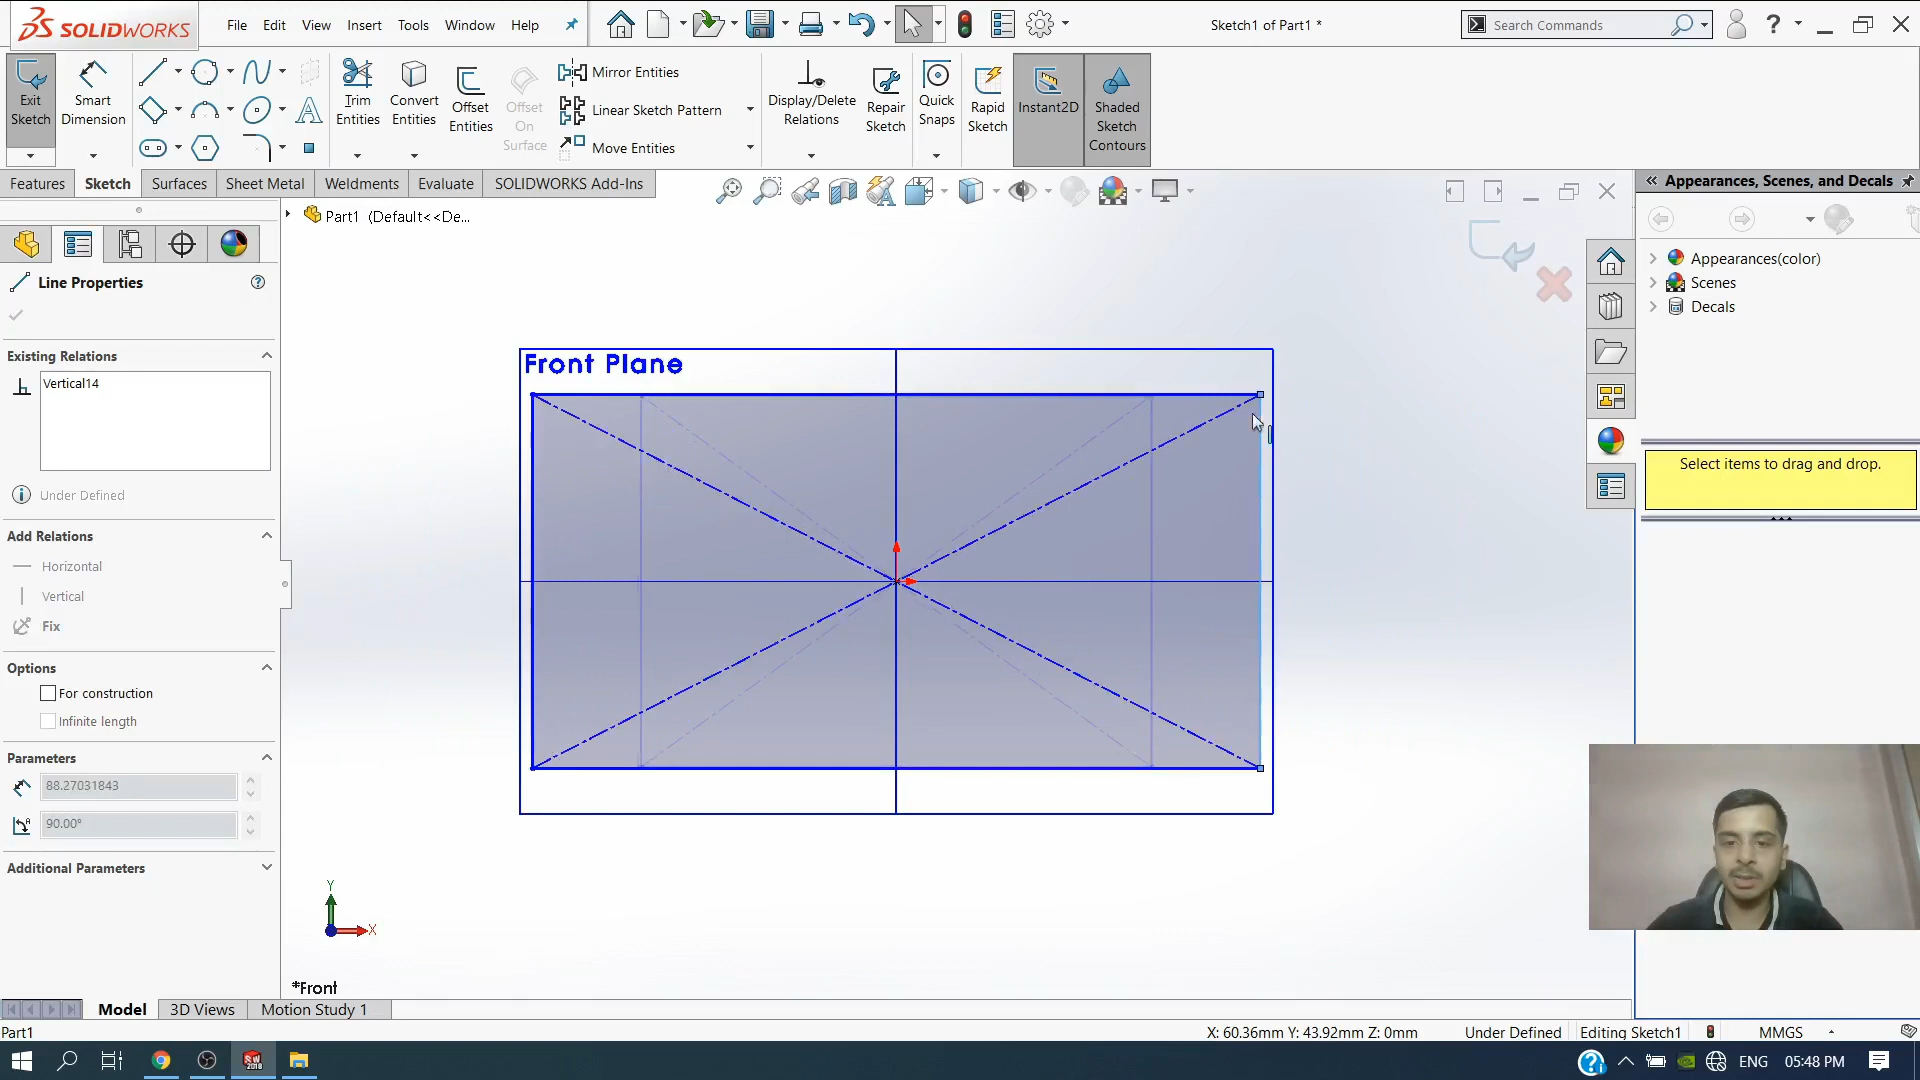 SOLIDWORKS
File Edit View Insert Tools Window Help
Sketch1 of Part1 *
Search Commands
?
Exit Sketch
Smart Dimension
Trim Entities
Convert Entities
Offset Entities
Offset On Surface
Mirror Entities
Linear Sketch Pattern
Move Entities
Display/Delete Relations
Repair Sketch
Quick Snaps
Rapid Sketch
Instant2D
Shaded Sketch Contours
Features Sketch Surfaces Sheet Metal Weldments Evaluate SOLIDWORKS Add-Ins
Part1 (Default<<De...
Line Properties
Existing Relations
Vertical14
Under Defined
Add Relations
Horizontal
Vertical
Fix
Options
For construction
Infinite length
Parameters
88.27031843
90.00°
Additional Parameters
Front Plane
Y
X
*Front
Appearances, Scenes, and Decals
Appearances(color)
Scenes
Decals
Select items to drag and drop.
Model 3D Views Motion Study 1
Part1
X: 60.36mm Y: 43.92mm Z: 0mm Under Defined Editing Sketch1 MMGS
SW 2018
ENG 05:48 PM